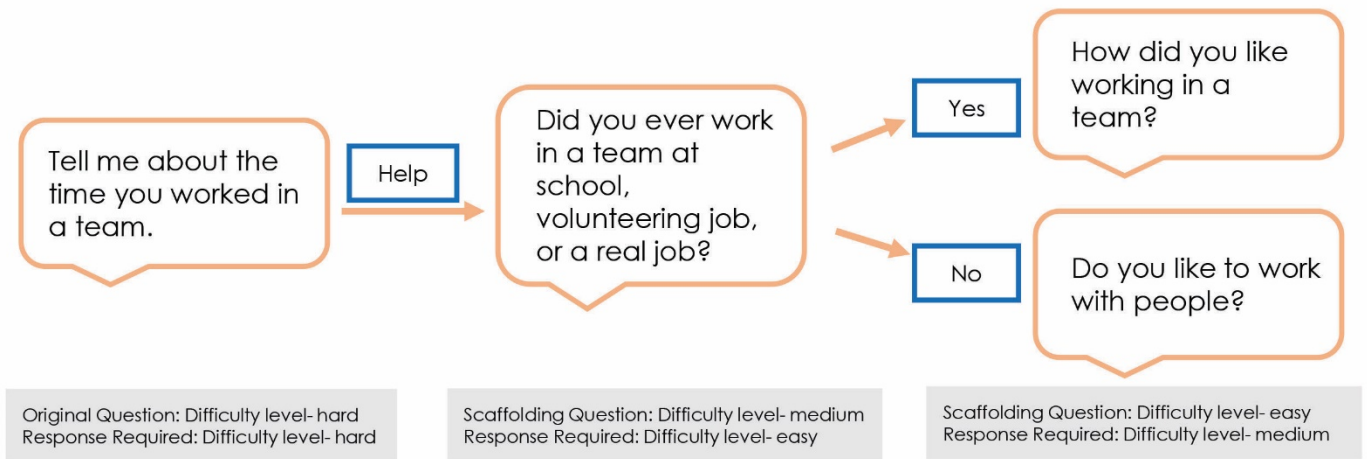 Tell me about the
time you worked in
a team.
Help
Did you ever work
in a team at
school,
volunteering job,
or a real job?
Yes
How did you like
working in a
team?
No
Do you like to work
with people?
Original Question: Difficulty level- hard
Response Required: Difficulty level- hard
Scaffolding Question: Difficulty level- medium
Response Required: Difficulty level- easy
Scaffolding Question: Difficulty level- easy
Response Required: Difficulty level- medium